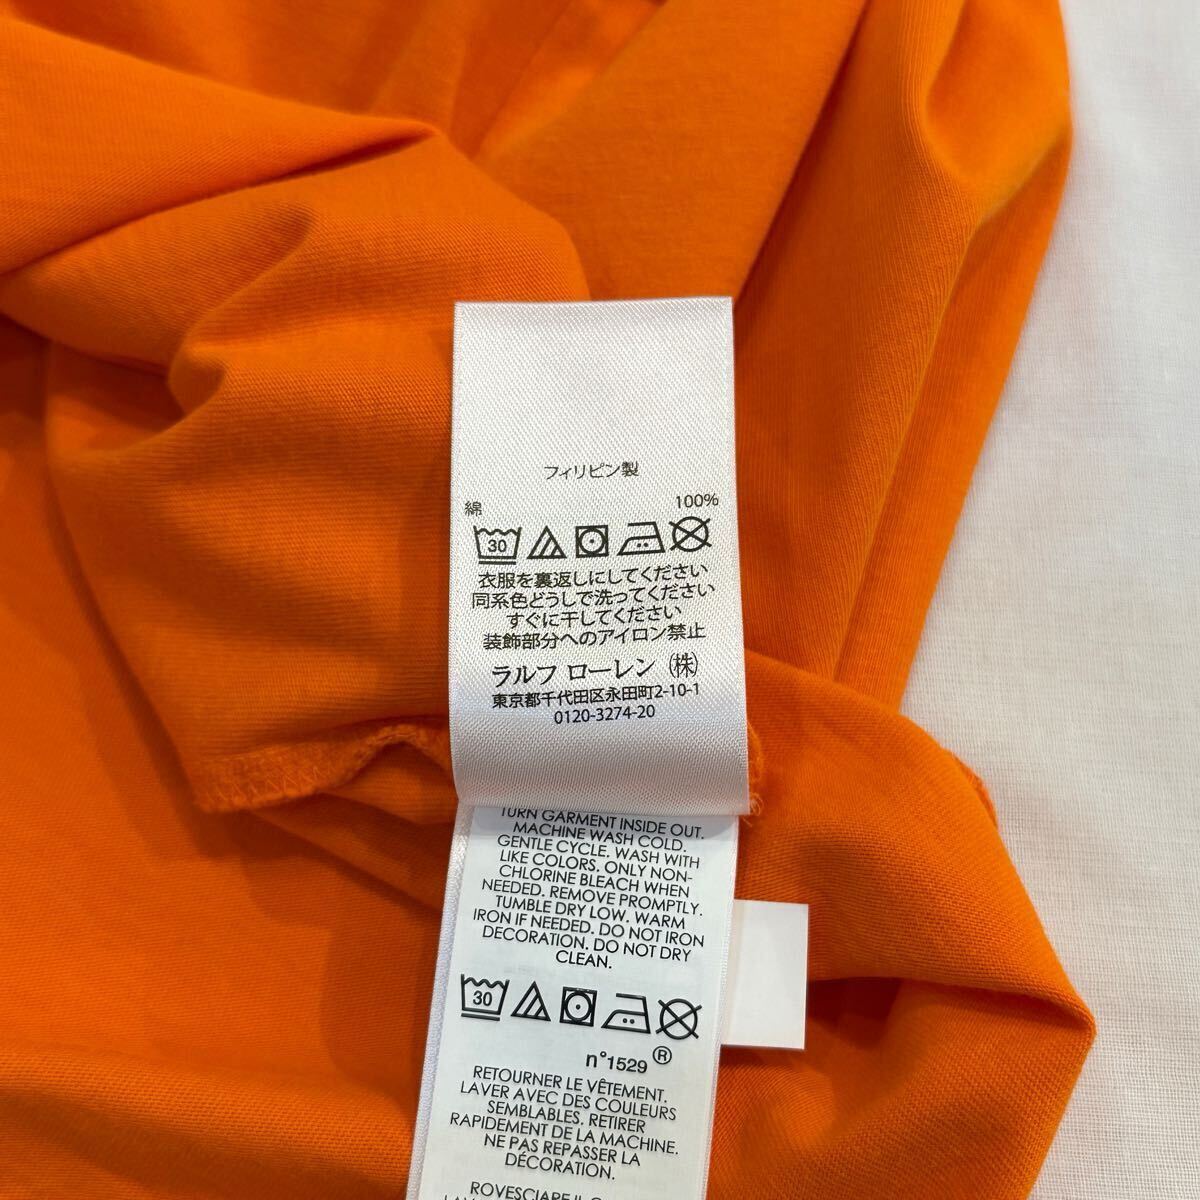 フィリピン製
綿 100%
30
衣服を裏返しにしてください
同系色どうしで洗ってください
すぐに干してください
装飾部分へのアイロン禁止
ラルフ ローレン (株)
東京都千代田区永田町2-10-1
0120-3274-20
TURN GARMENT INSIDE OUT.
MACHINE WASH COLD.
GENTLE CYCLE. WASH WITH
LIKE COLORS. ONLY NON-
CHLORINE BLEACH WHEN
NEEDED. REMOVE PROMPTLY.
TUMBLE DRY LOW. WARM
IRON IF NEEDED. DO NOT IRON
DECORATION. DO NOT DRY
CLEAN.
30
n°1529 ®
RETOURNER LE VÊTEMENT.
LAVER AVEC DES COULEURS
SEMBLABLES. RETIRER
RAPIDEMENT DE LA MACHINE.
NE PAS REPASSER LA
DÉCORATION.
ROVESCIARE IL